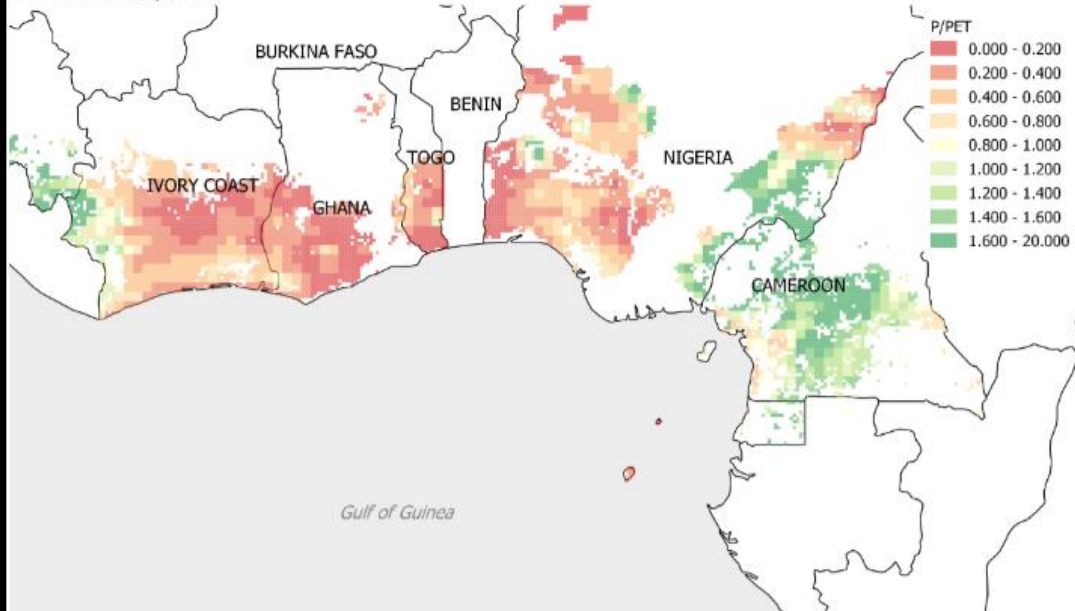 BURKINA FASO
BENIN
TOGO
NIGERIA
IVORY COAST
GHANA
CAMEROON
Gulf of Guinea
P/PET
0.000 - 0.200
0.200 - 0.400
0.400 - 0.600
0.600 - 0.800
0.800 - 1.000
1.000 - 1.200
1.200 - 1.400
1.400 - 1.600
1.600 - 20.000